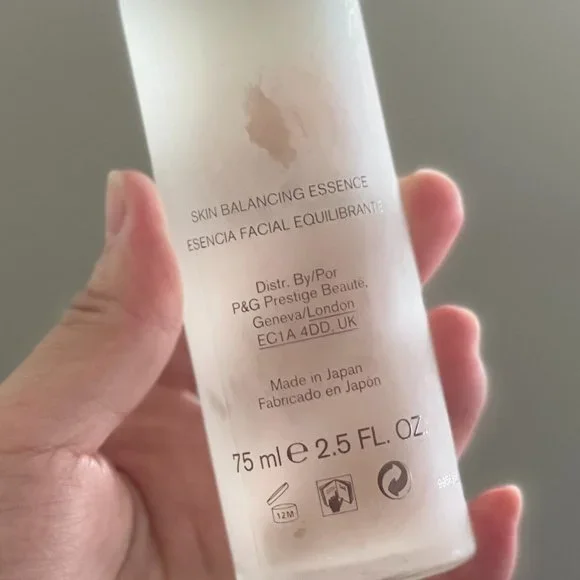 SKIN BALANCING ESSENCE
ESENCIA FACIAL EQUILIBRANTE
Distr. By/Por
P&G Prestige Beauté,
Geneva/London
EC1A 4DD, UK
Made in Japan
Fabricado en Japón
75 ml e 2.5 FL. OZ.
12M